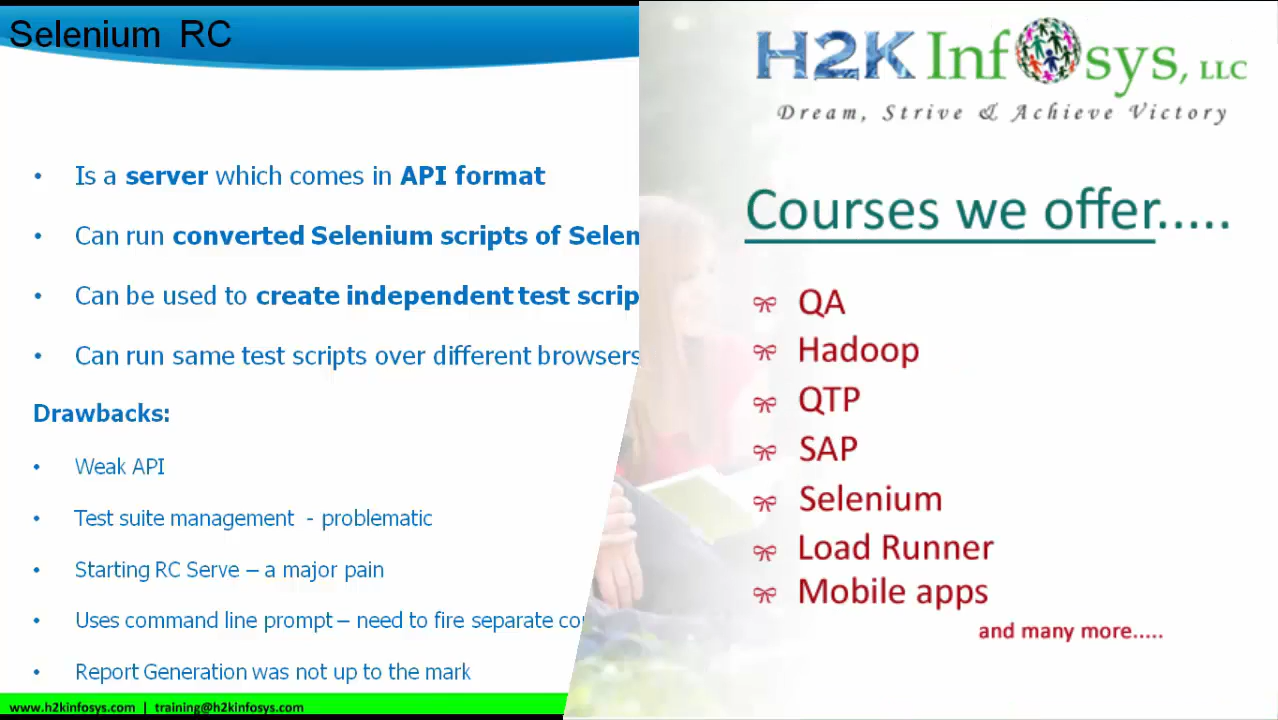 Selenium RC
• Is a server which comes in API format
• Can run converted Selenium scripts of Selen
• Can be used to create independent test scrip
• Can run same test scripts over different browsers
Drawbacks:
• Weak API
• Test suite management - problematic
• Starting RC Serve – a major pain
• Uses command line prompt – need to fire separate co
• Report Generation was not up to the mark
www.h2kinfosys.com | training@h2kinfosys.com
H2K Infosys, LLC
Dream, Strive & Achieve Victory
Courses we offer.....
QA
Hadoop
QTP
SAP
Selenium
Load Runner
Mobile apps
and many more.....